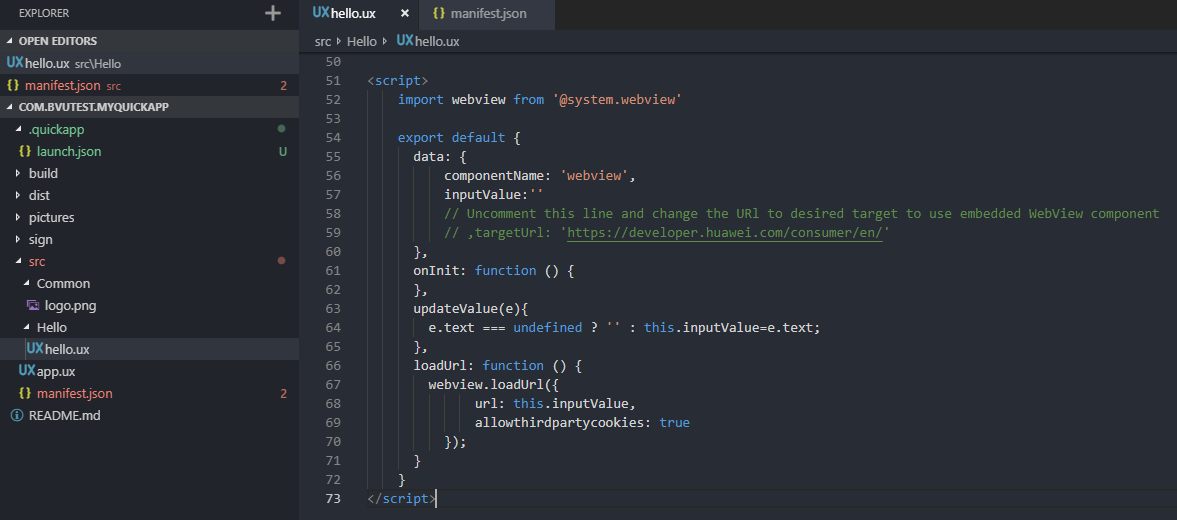 EXPLORER
OPEN EDITORS
UX hello.ux src\Hello
{} manifest.json src 2
COM.BVUTEST.MYQUICKAPP
.quickapp
{} launch.json U
build
dist
pictures
sign
src
Common
logo.png
Hello
UX hello.ux
UX app.ux
{} manifest.json 2
README.md
UX hello.ux × {} manifest.json
src Hello UX hello.ux
50
51 <script>
52 import webview from '@system.webview'
53
54 export default {
55 data: {
56 componentName: 'webview',
57 inputValue:''
58 // Uncomment this line and change the URl to desired target to use embedded WebView component
59 // ,targetUrl: 'https://developer.huawei.com/consumer/en/'
60 },
61 onInit: function () {
62 },
63 updateValue(e){
64 e.text === undefined ? '' : this.inputValue=e.text;
65 },
66 loadUrl: function () {
67 webview.loadUrl({
68 url: this.inputValue,
69 allowthirdpartycookies: true
70 });
71 }
72 }
73 </script>